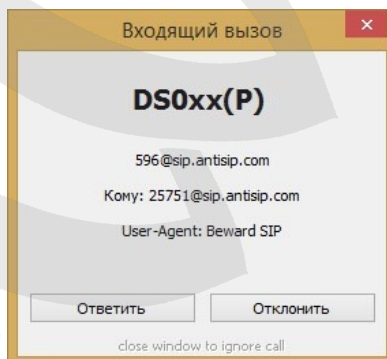 Входящий вызов
DS0xx(P)
596@sip.antisip.com
Кому: 25751@sip.antisip.com
User-Agent: Beward SIP
Ответить
Отклонить
close window to ignore call